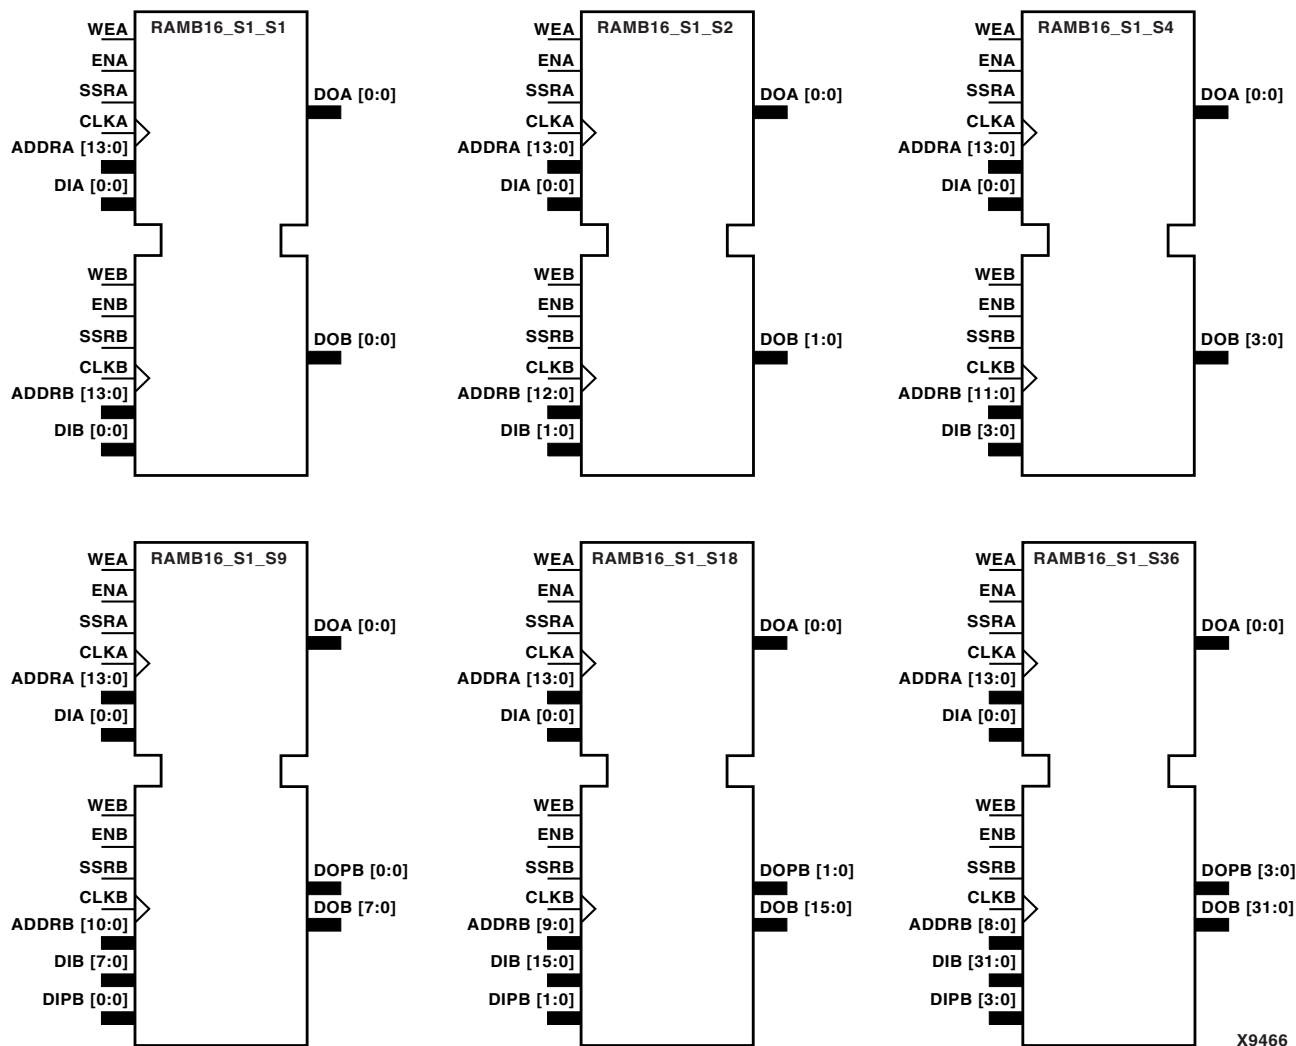 RAMB16_S1_S1
WEA
ENA
SSRA
CLKA
ADDRA [13:0]
DIA [0:0]
DOA [0:0]
WEB
ENB
SSRB
CLKB
ADDRB [13:0]
DIB [0:0]
DOB [0:0]
RAMB16_S1_S2
WEA
ENA
SSRA
CLKA
ADDRA [13:0]
DIA [0:0]
DOA [0:0]
WEB
ENB
SSRB
CLKB
ADDRB [12:0]
DIB [1:0]
DOB [1:0]
RAMB16_S1_S4
WEA
ENA
SSRA
CLKA
ADDRA [13:0]
DIA [0:0]
DOA [0:0]
WEB
ENB
SSRB
CLKB
ADDRB [11:0]
DIB [3:0]
DOB [3:0]
RAMB16_S1_S9
WEA
ENA
SSRA
CLKA
ADDRA [13:0]
DIA [0:0]
DOA [0:0]
WEB
ENB
SSRB
CLKB
ADDRB [10:0]
DIB [7:0]
DIPB [0:0]
DOPB [0:0]
DOB [7:0]
RAMB16_S1_S18
WEA
ENA
SSRA
CLKA
ADDRA [13:0]
DIA [0:0]
DOA [0:0]
WEB
ENB
SSRB
CLKB
ADDRB [9:0]
DIB [15:0]
DIPB [1:0]
DOPB [1:0]
DOB [15:0]
RAMB16_S1_S36
WEA
ENA
SSRA
CLKA
ADDRA [13:0]
DIA [0:0]
DOA [0:0]
WEB
ENB
SSRB
CLKB
ADDRB [8:0]
DIB [31:0]
DIPB [3:0]
DOPB [3:0]
DOB [31:0]
X9466